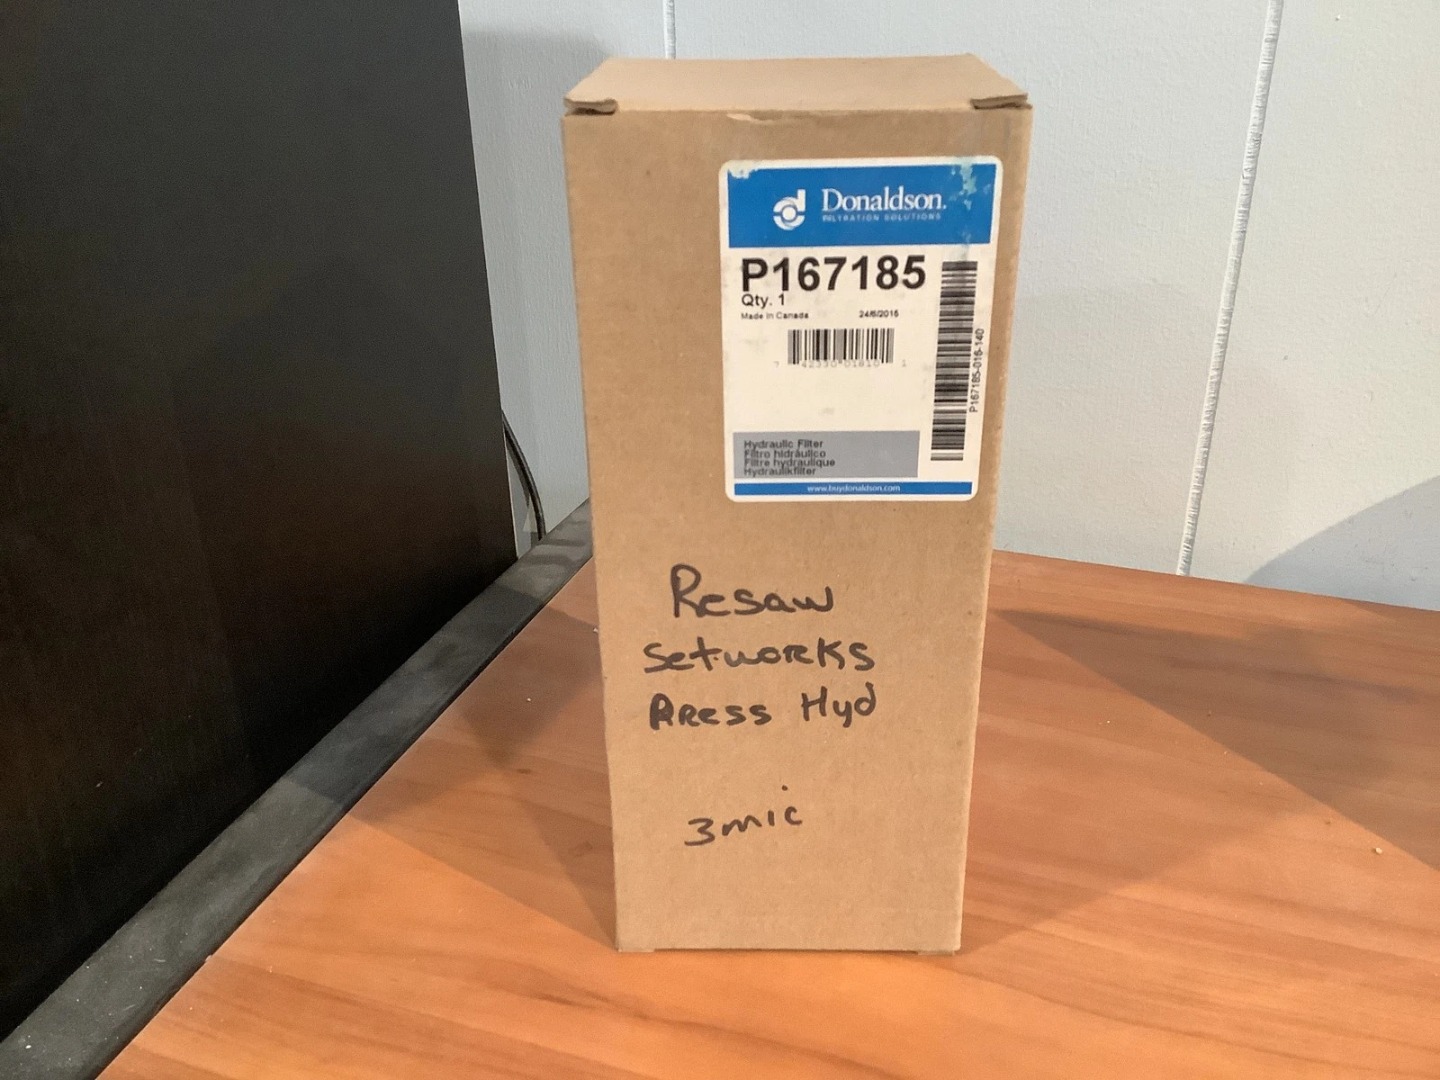 Donaldson.
FILTRATION SOLUTIONS
P167185
Qty. 1
Made in Canada 24/6/2015
P167185-016-140
Hydraulic Filter
Filtro hidráulico
Filtre hydraulique
Hydraulikfilter
www.buydonaldson.com
Resaw
Setworks
Press Hyd
3mic